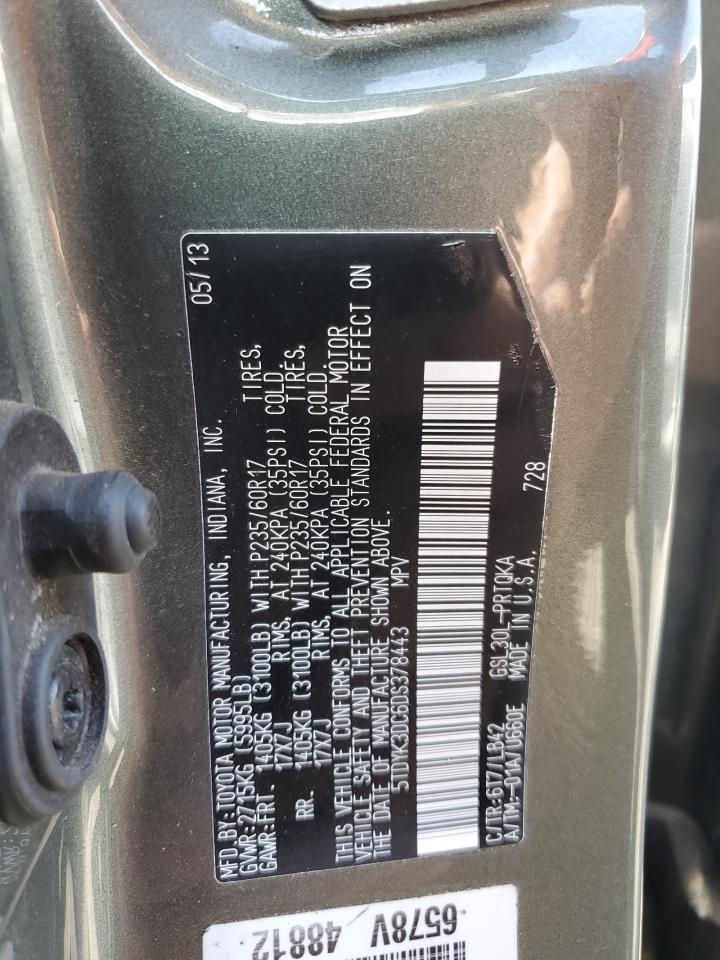 MFD.BY:TOYOTA MOTOR MANUFACTURING, INDIANA, INC. 05/13
GVWR:2715KG (5995LB)
GAWR:FRT. 1405KG (3100LB) WITH P235/60R17 TIRES,
17X7J RIMS, AT 240KPA (35PSI) COLD.
RR. 1405KG (3100LB) WITH P235/60R17 TIRES,
17X7J RIMS, AT 240KPA (35PSI) COLD.
THIS VEHICLE CONFORMS TO ALL APPLICABLE FEDERAL MOTOR
VEHICLE SAFETY AND THEFT PREVENTION STANDARDS IN EFFECT ON
THE DATE OF MANUFACTURE SHOWN ABOVE.
5TDYK3DC6DS378443 MPV
C/TR:6T7/LB42 GSL30L-PRTQKA 728
A/TM:-01A/U660E MADE IN U.S.A.
6578V
48812